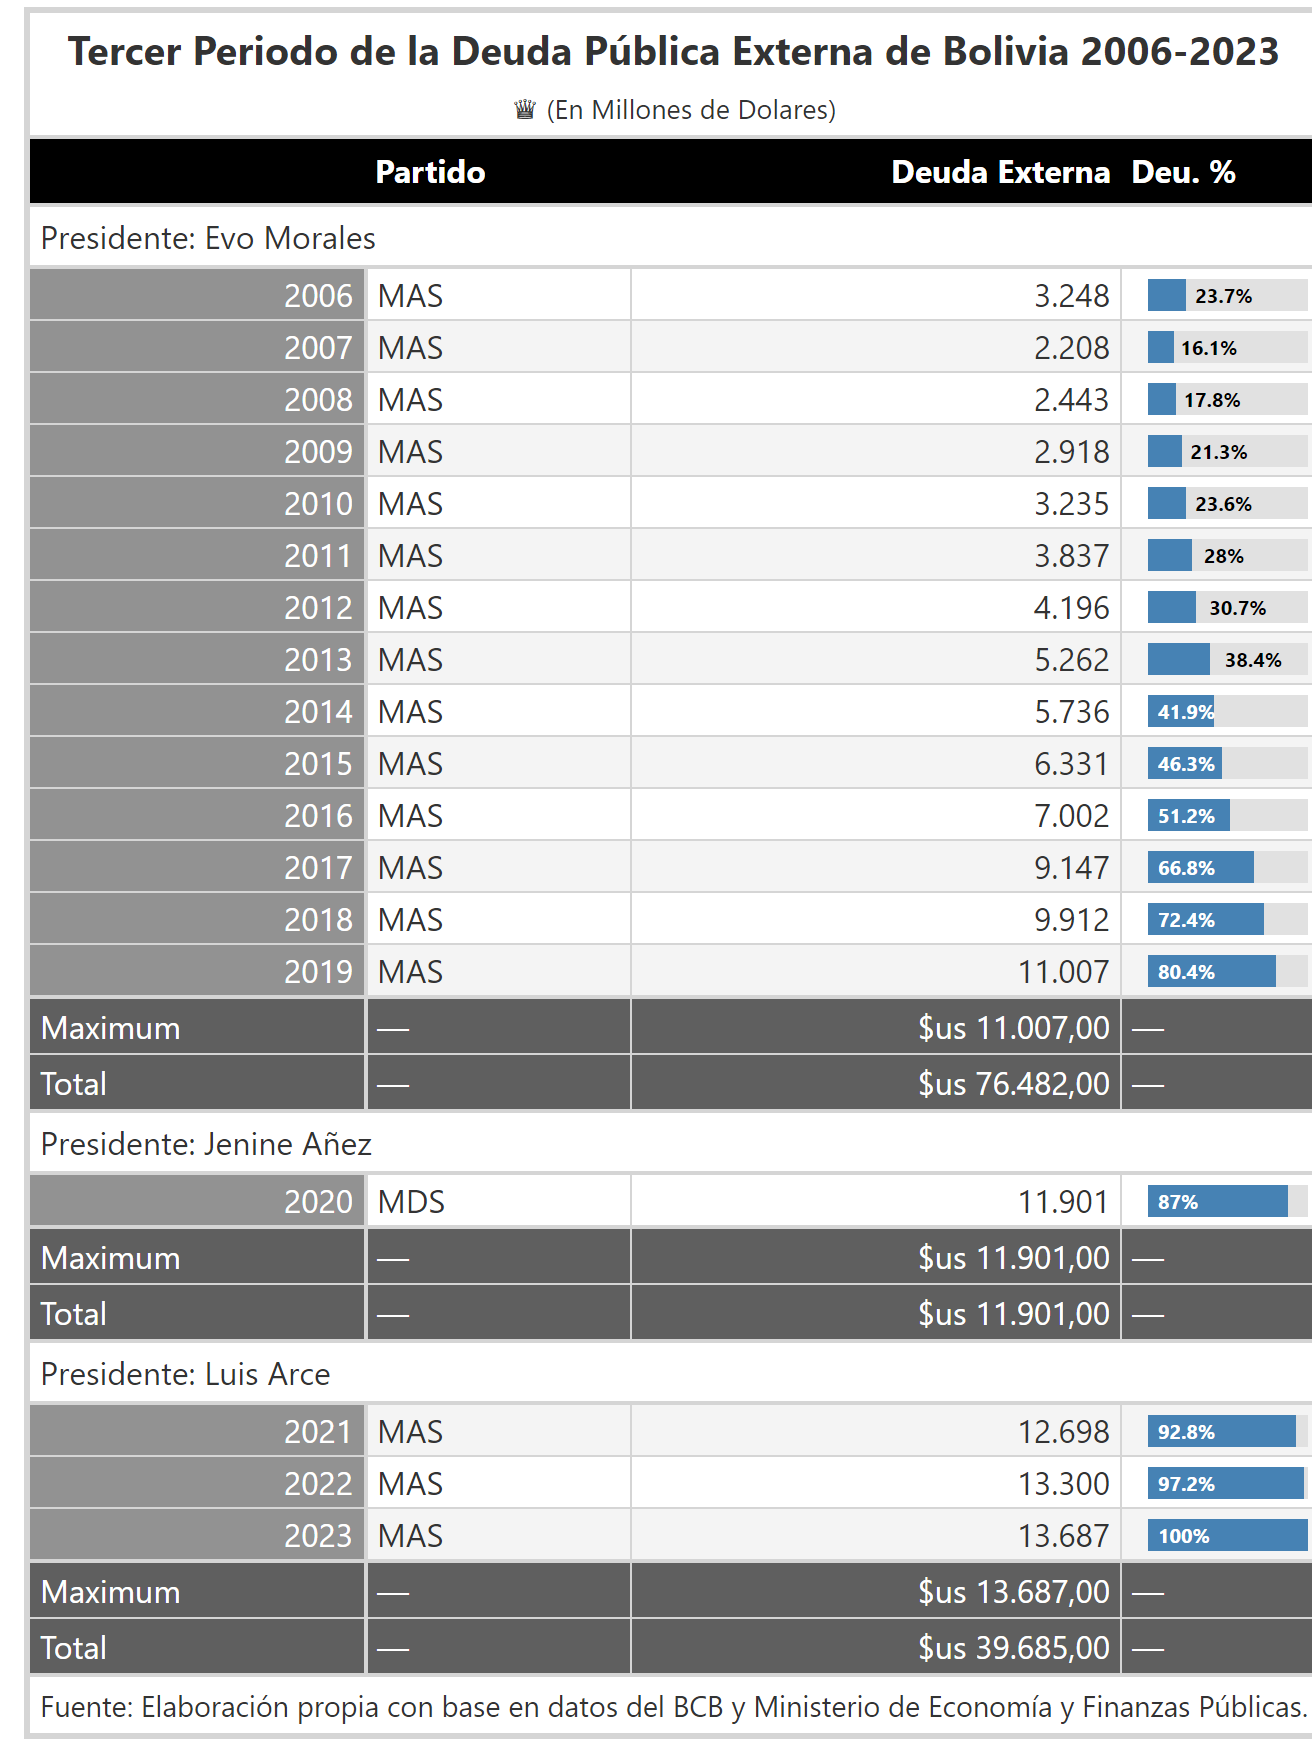 Tercer Periodo de la Deuda Pública Externa de Bolivia 2006-2023
♛ (En Millones de Dolares)
Partido Deuda Externa Deu. %
Presidente: Evo Morales
2006 MAS 3.248 23.7%
2007 MAS 2.208 16.1%
2008 MAS 2.443 17.8%
2009 MAS 2.918 21.3%
2010 MAS 3.235 23.6%
2011 MAS 3.837 28%
2012 MAS 4.196 30.7%
2013 MAS 5.262 38.4%
2014 MAS 5.736 41.9%
2015 MAS 6.331 46.3%
2016 MAS 7.002 51.2%
2017 MAS 9.147 66.8%
2018 MAS 9.912 72.4%
2019 MAS 11.007 80.4%
Maximum — $us 11.007,00 —
Total — $us 76.482,00 —
Presidente: Jenine Añez
2020 MDS 11.901 87%
Maximum — $us 11.901,00 —
Total — $us 11.901,00 —
Presidente: Luis Arce
2021 MAS 12.698 92.8%
2022 MAS 13.300 97.2%
2023 MAS 13.687 100%
Maximum — $us 13.687,00 —
Total — $us 39.685,00 —
Fuente: Elaboración propia con base en datos del BCB y Ministerio de Economía y Finanzas Públicas.